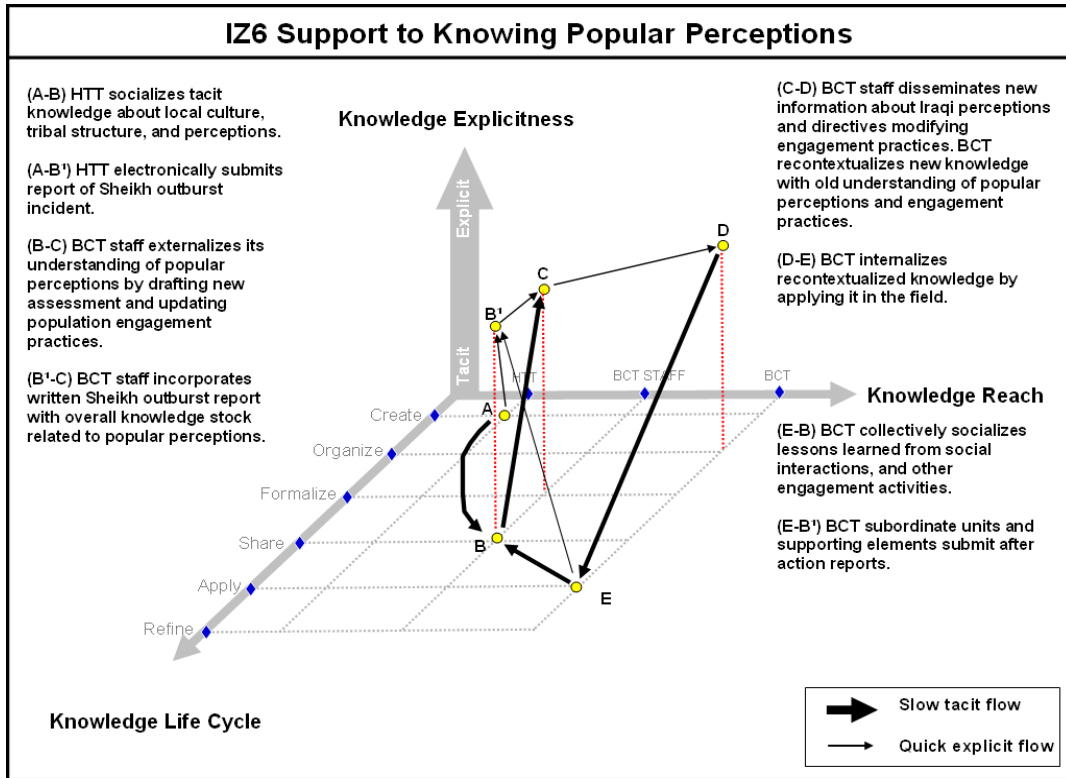 IZ6 Support to Knowing Popular Perceptions
(A-B) HTT socializes tacit
knowledge about local culture,
tribal structure, and perceptions.
(A-B') HTT electronically submits
report of Sheikh outburst
incident.
(B-C) BCT staff externalizes its
understanding of popular
perceptions by drafting new
assessment and updating
population engagement
practices.
(B'-C) BCT staff incorporates
written Sheikh outburst report
with overall knowledge stock
related to popular perceptions.
Knowledge Explicitness
(C-D) BCT staff disseminates new
information about Iraqi perceptions
and directives modifying
engagement practices. BCT
recontextualizes new knowledge
with old understanding of popular
perceptions and engagement
practices.
(D-E) BCT internalizes
recontextualized knowledge by
applying it in the field.
Explicit
Tacit
D
C
B'
HTT
BCT STAFF
BCT
Knowledge Reach
A
B
E
Create
Organize
Formalize
Share
Apply
Refine
(E-B) BCT collectively socializes
lessons learned from social
interactions, and other
engagement activities.
(E-B') BCT subordinate units and
supporting elements submit after
action reports.
Knowledge Life Cycle
Slow tacit flow
Quick explicit flow